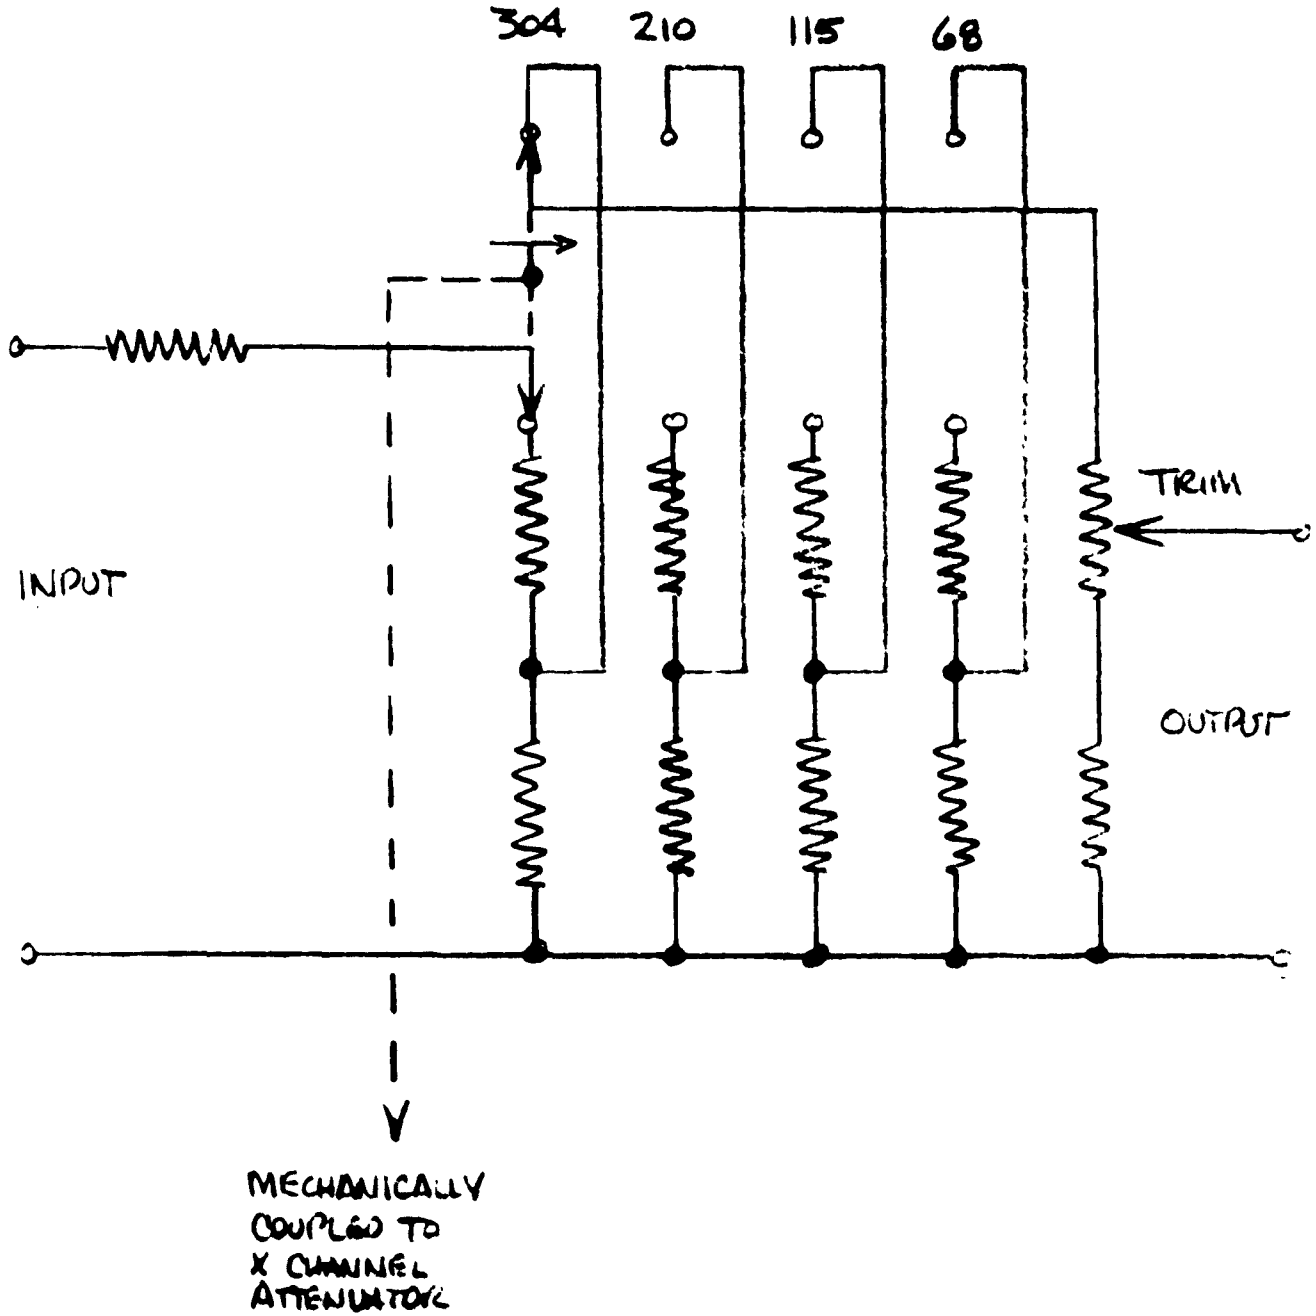 304 210 115 68
TRIM
INPUT
OUTPUT
MECHANICALLY
COUPLED TO
X CHANNEL
ATTENUATOR